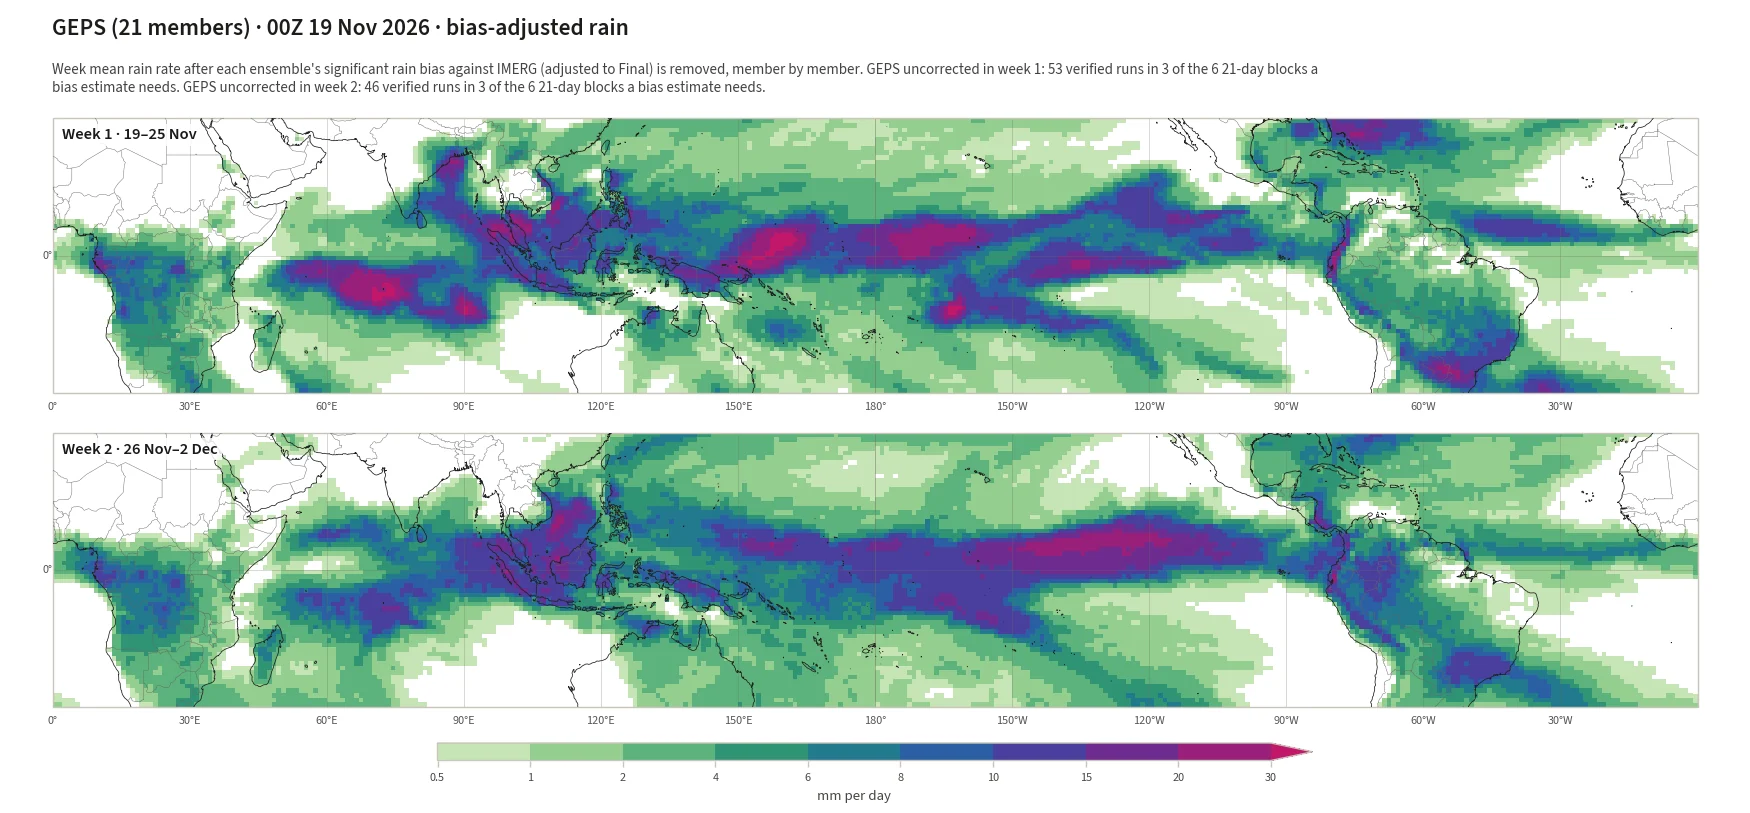 GEPS (21 members) · 00Z 19 Nov 2026 · bias-adjusted rain
Week mean rain rate after each ensemble's significant rain bias against IMERG (adjusted to Final) is removed, member by member. GEPS uncorrected in week 1: 53 verified runs in 3 of the 6 21-day blocks a
bias estimate needs. GEPS uncorrected in week 2: 46 verified runs in 3 of the 6 21-day blocks a bias estimate needs.
Week 1 · 19–25 Nov
0°
0° 30°E 60°E 90°E 120°E 150°E 180° 150°W 120°W 90°W 60°W 30°W
Week 2 · 26 Nov–2 Dec
0°
0° 30°E 60°E 90°E 120°E 150°E 180° 150°W 120°W 90°W 60°W 30°W
0.5 1 2 4 6 8 10 15 20 30
mm per day